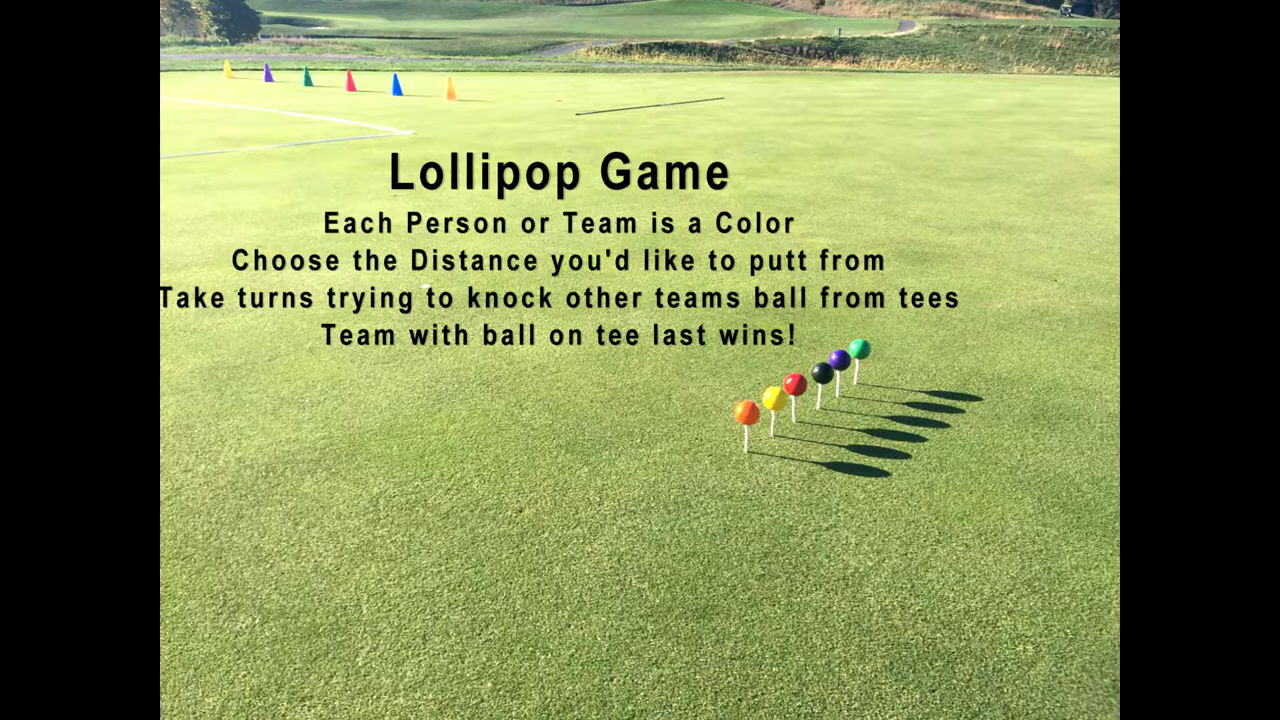 Lollipop Game
Each Person or Team is a Color
Choose the Distance you'd like to putt from
Take turns trying to knock other teams ball from tees
Team with ball on tee last wins!